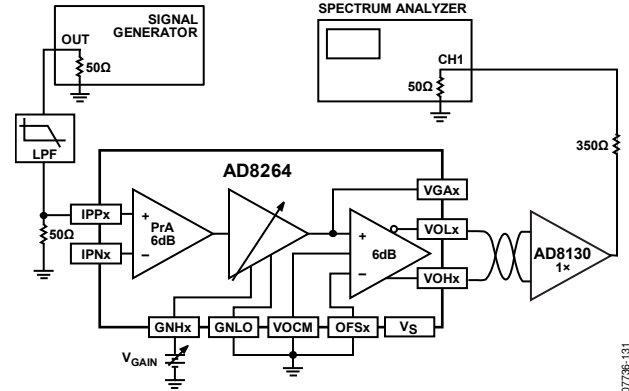 SIGNAL
GENERATOR
OUT
50Ω
SPECTRUM ANALYZER
CH1
50Ω
350Ω
LPF
AD8264
IPPx
+
PrA
6dB
–
IPNx
50Ω
VGAx
+
6dB
–
VOLx
VOHx
AD8130
1×
GNHx
GNLO
VOCM
OFSx
VS
VGAIN
07736-131